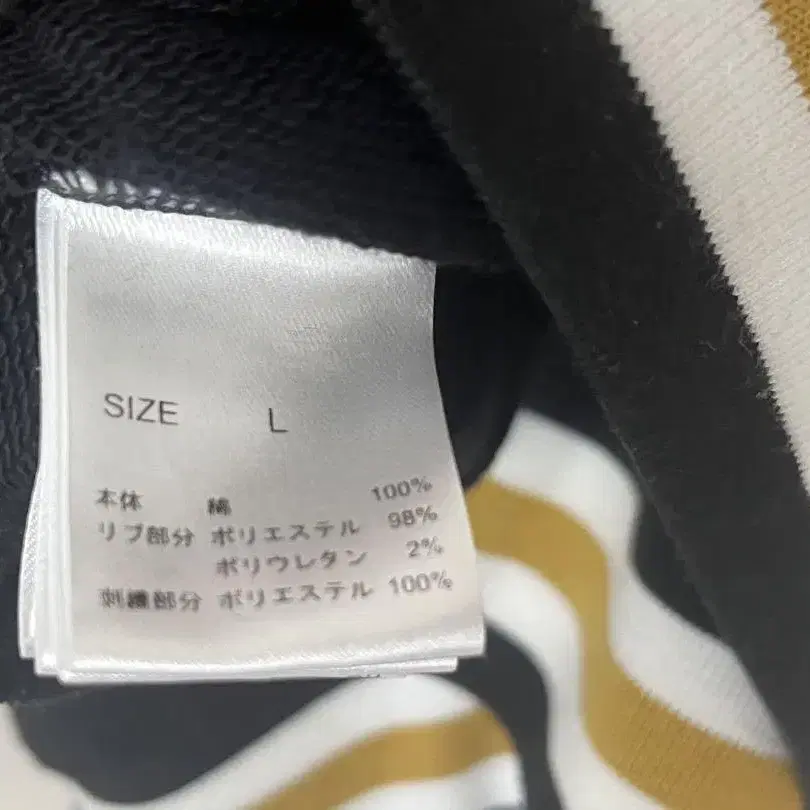 SIZE L
本体 綿 100%
リブ部分 ポリエステル 98%
ポリウレタン 2%
刺繍部分 ポリエステル 100%